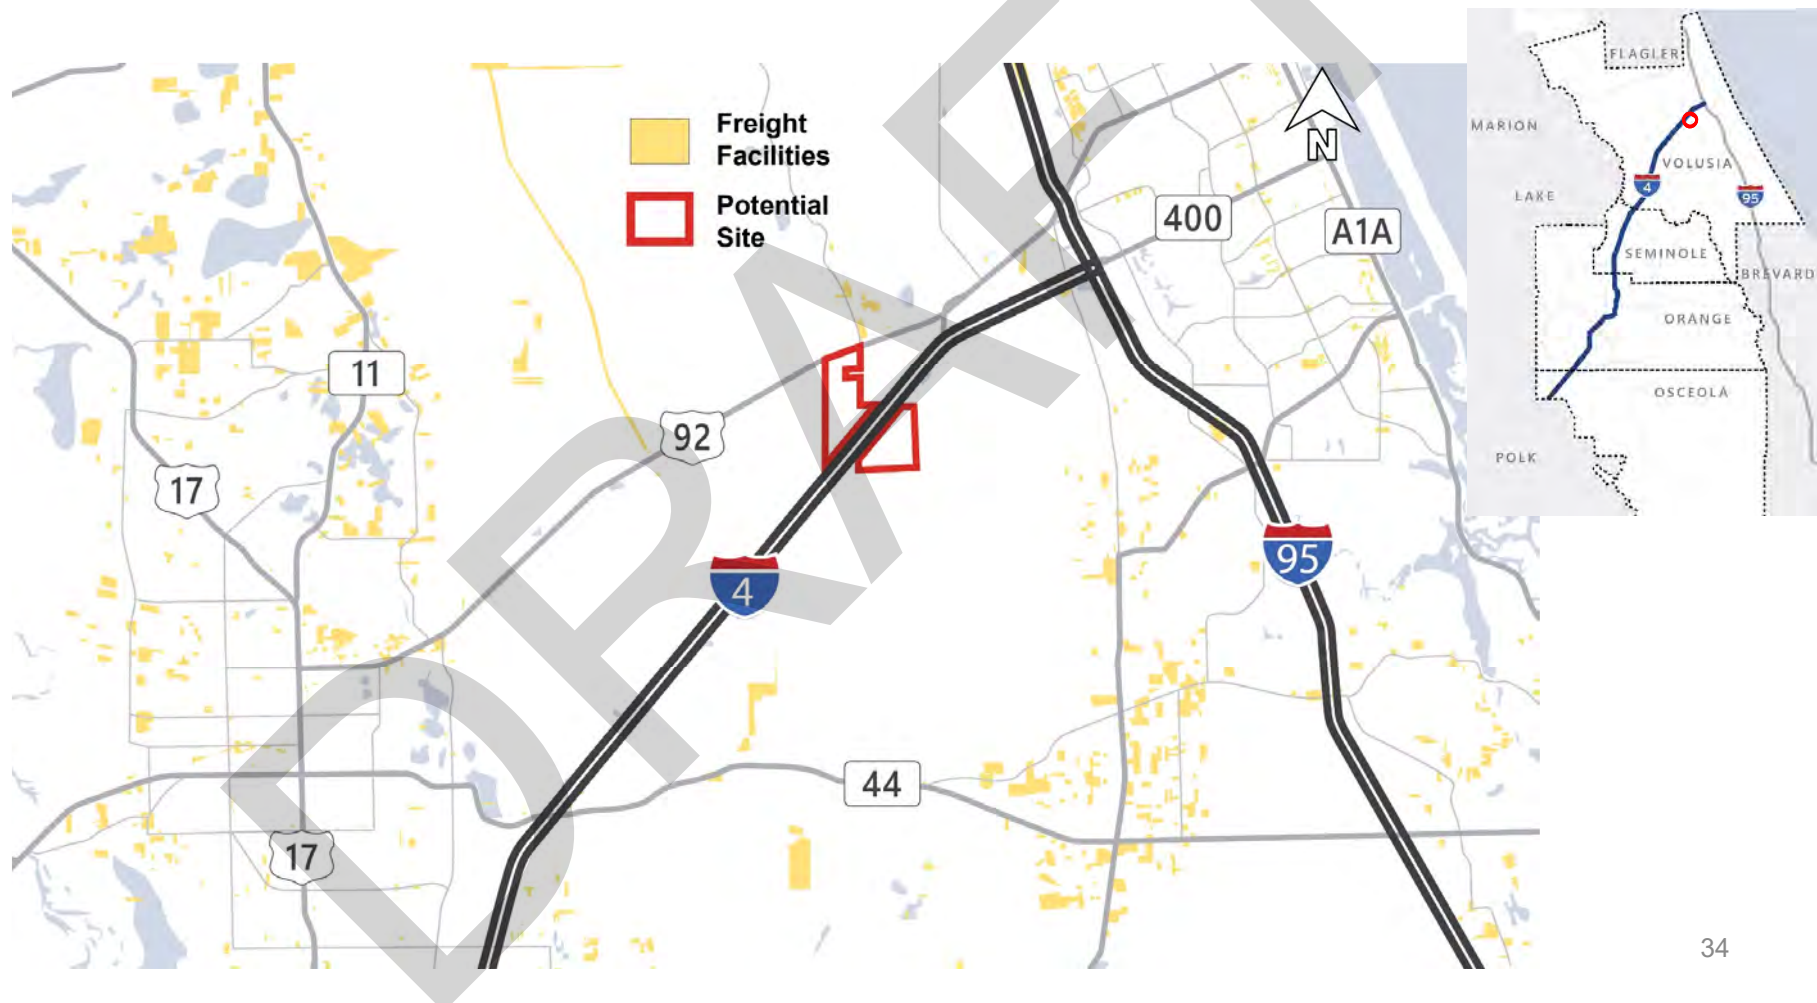 Freight
Facilities
Potential
Site
N
400
A1A
11
92
17
4
95
44
17
DRAFT
FLAGLER
MARION
VOLUSIA
4
LAKE
95
SEMINOLE
BREVARD
ORANGE
OSCEOLA
POLK
34